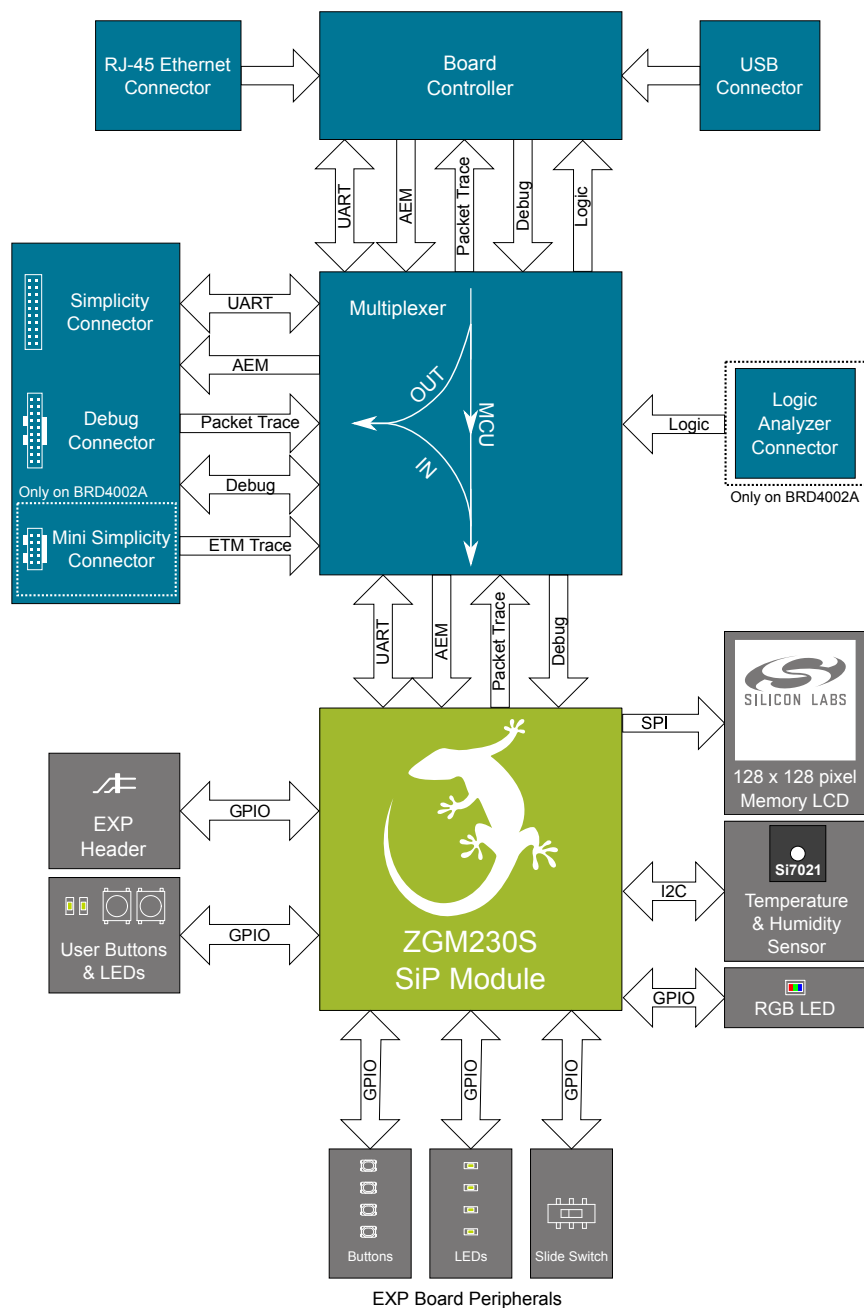 RJ-45 Ethernet
Connector
Board
Controller
USB
Connector
UART
AEM
Packet Trace
Debug
Logic
Simplicity
Connector
UART
AEM
Debug
Connector
Packet Trace
Only on BRD4002A
Debug
Mini Simplicity
Connector
ETM Trace
Multiplexer
OUT
MCU
IN
Logic
Logic
Analyzer
Connector
Only on BRD4002A
UART
AEM
Packet Trace
Debug
SPI
SILICON LABS
128 x 128 pixel
Memory LCD
EXP
Header
GPIO
User Buttons
& LEDs
GPIO
ZGM230S
SiP Module
I2C
Si7021
Temperature
& Humidity
Sensor
GPIO
RGB LED
GPIO
GPIO
GPIO
Buttons
LEDs
Slide Switch
EXP Board Peripherals